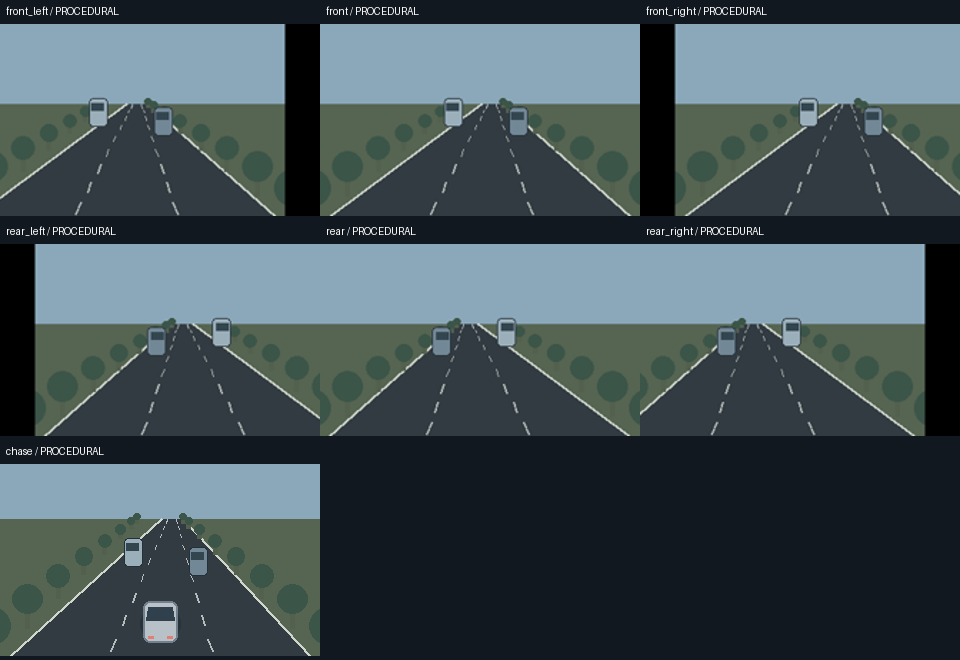 front_left / PROCEDURAL
front / PROCEDURAL
front_right / PROCEDURAL
rear_left / PROCEDURAL
rear / PROCEDURAL
rear_right / PROCEDURAL
chase / PROCEDURAL